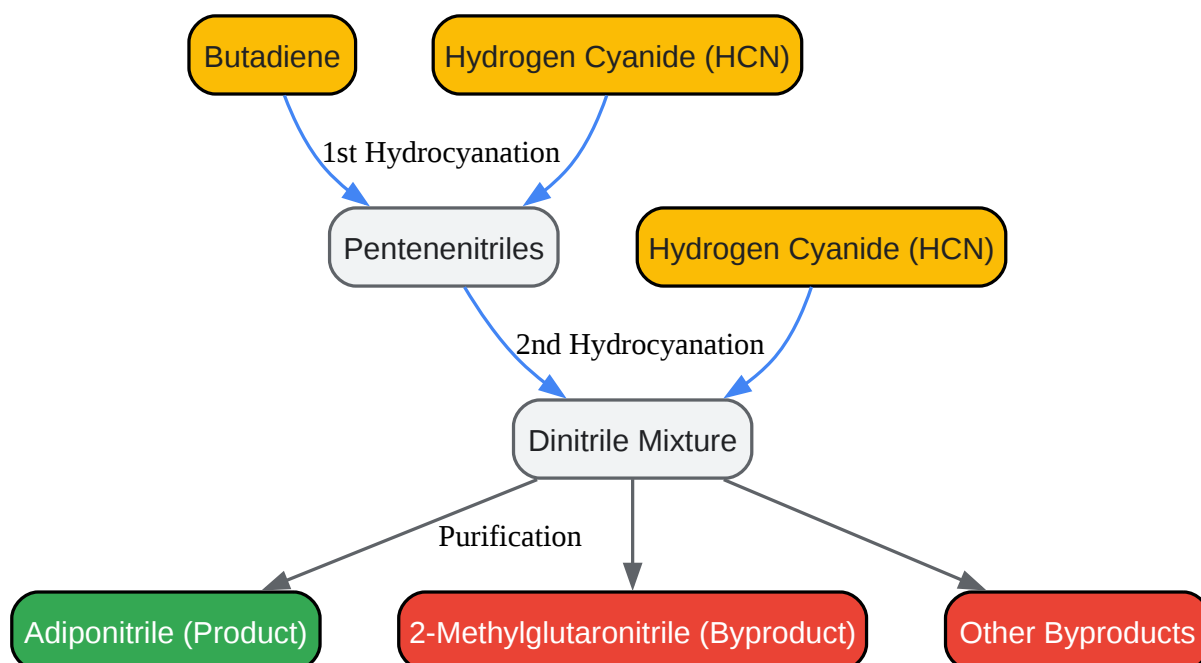 Butadiene
Hydrogen Cyanide (HCN)
1st Hydrocyanation
Pentenenitriles
Hydrogen Cyanide (HCN)
2nd Hydrocyanation
Dinitrile Mixture
Purification
Adiponitrile (Product)
2-Methylglutaronitrile (Byproduct)
Other Byproducts